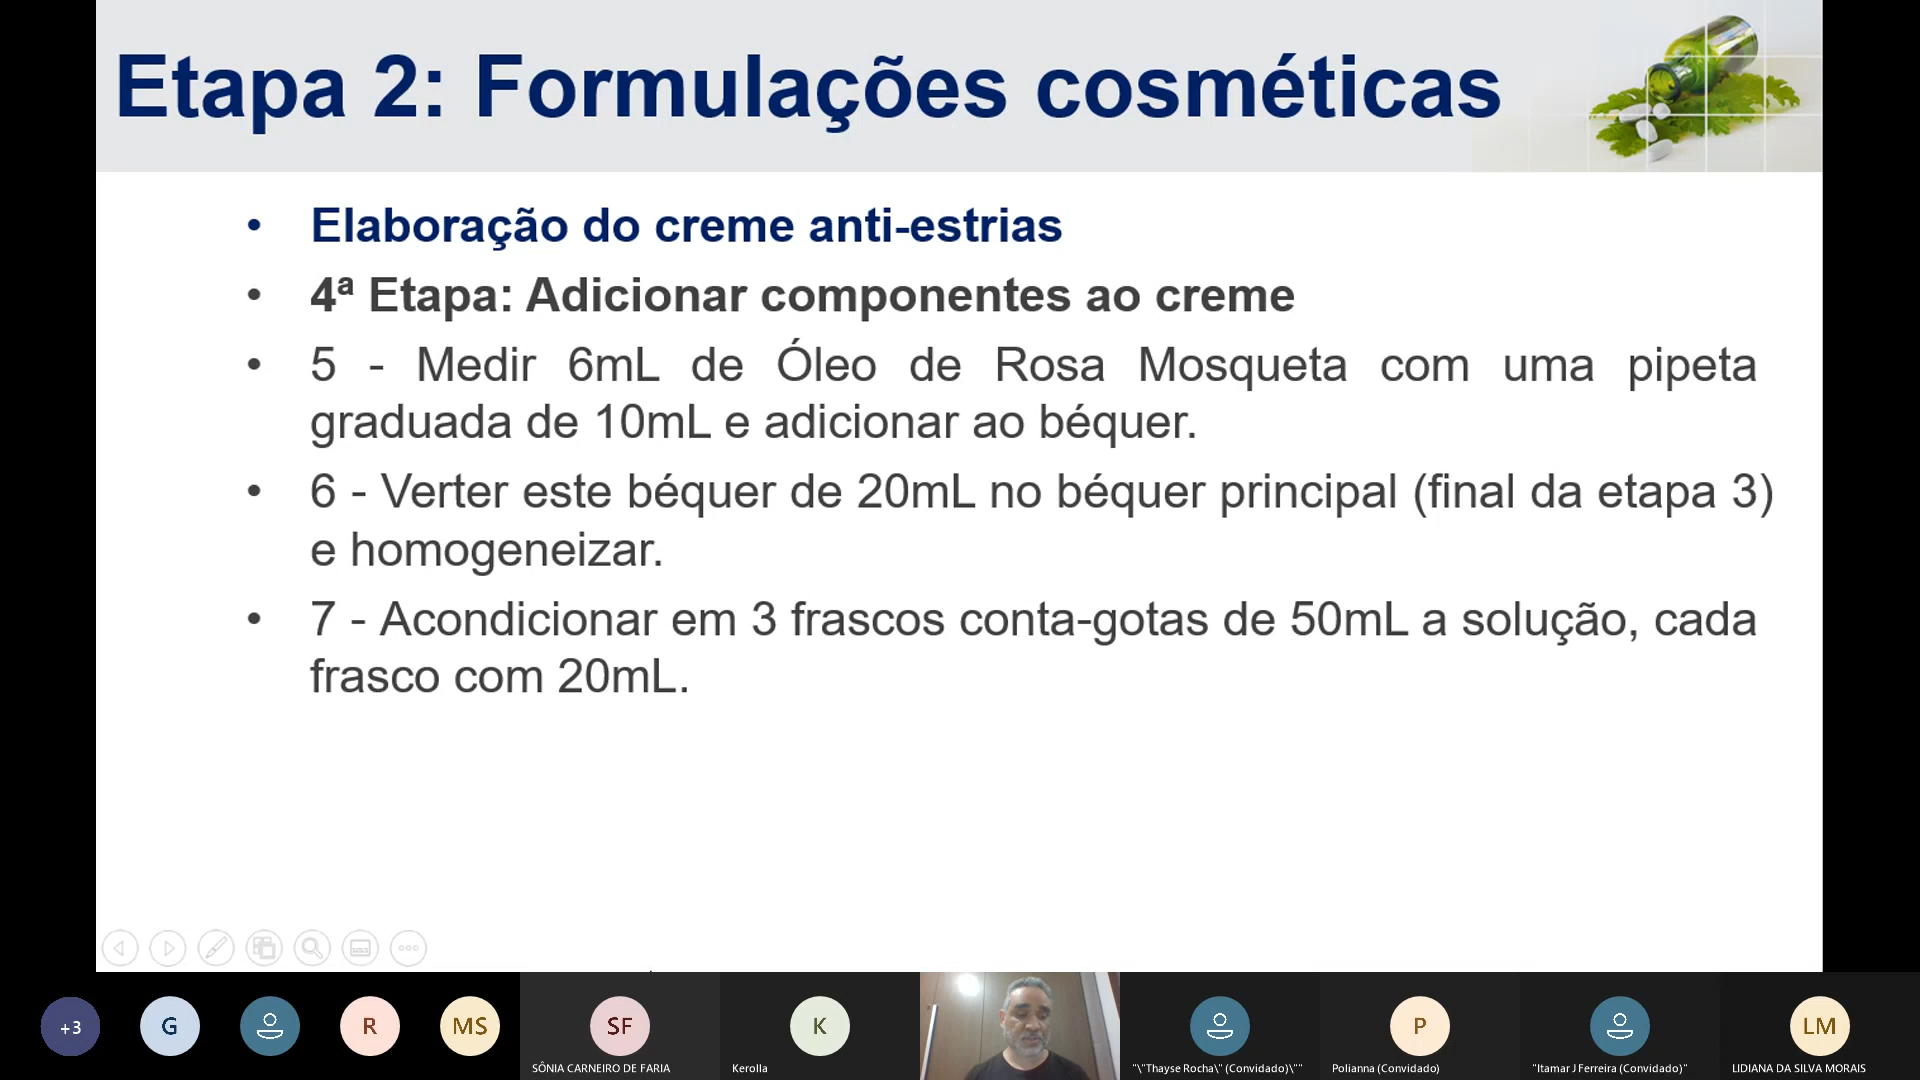 Etapa 2: Formulações cosméticas
• Elaboração do creme anti-estrias
• 4ª Etapa: Adicionar componentes ao creme
• 5 - Medir 6mL de Óleo de Rosa Mosqueta com uma pipeta
graduada de 10mL e adicionar ao béquer.
• 6 - Verter este béquer de 20mL no béquer principal (final da etapa 3)
e homogeneizar.
• 7 - Acondicionar em 3 frascos conta-gotas de 50mL a solução, cada
frasco com 20mL.
+3
G
R
MS
SF
K
P
LM
SÔNIA CARNEIRO DE FARIA
Kerolla
"\"Thayse Rocha\" (Convidado)\""
Polianna (Convidado)
"Itamar J Ferreira (Convidado)"
LIDIANA DA SILVA MORAIS